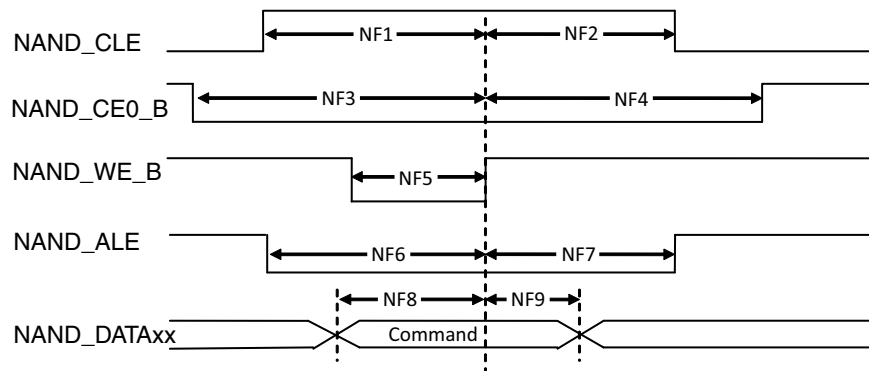 NAND_CLE
NF1 NF2
NAND_CE0_B
NF3 NF4
NAND_WE_B
NF5
NAND_ALE
NF6 NF7
NF8 NF9
NAND_DATAxx
Command